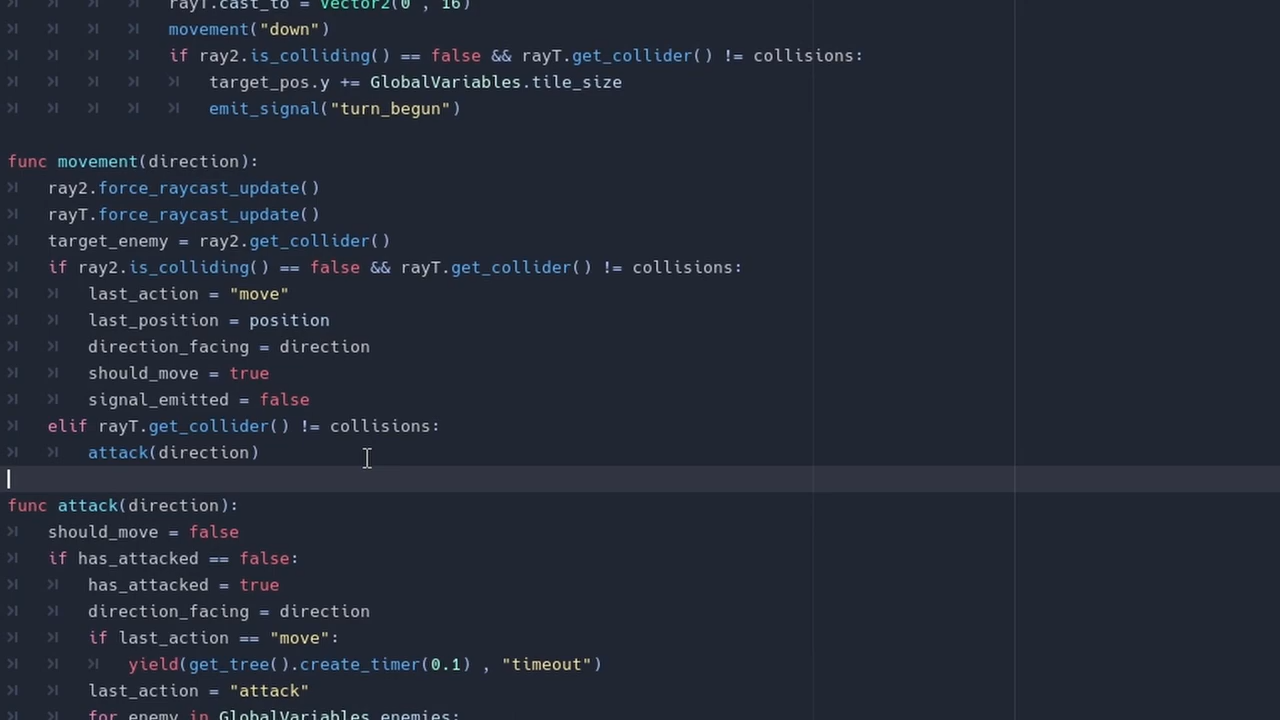 rayT.cast_to = Vector2(0 , 16)
movement("down")
if ray2.is_colliding() == false && rayT.get_collider() != collisions:
target_pos.y += GlobalVariables.tile_size
emit_signal("turn_begun")
func movement(direction):
ray2.force_raycast_update()
rayT.force_raycast_update()
target_enemy = ray2.get_collider()
if ray2.is_colliding() == false && rayT.get_collider() != collisions:
last_action = "move"
last_position = position
direction_facing = direction
should_move = true
signal_emitted = false
elif rayT.get_collider() != collisions:
attack(direction)
func attack(direction):
should_move = false
if has_attacked == false:
has_attacked = true
direction_facing = direction
if last_action == "move":
yield(get_tree().create_timer(0.1) , "timeout")
last_action = "attack"
for enemy in GlobalVariables.enemies: